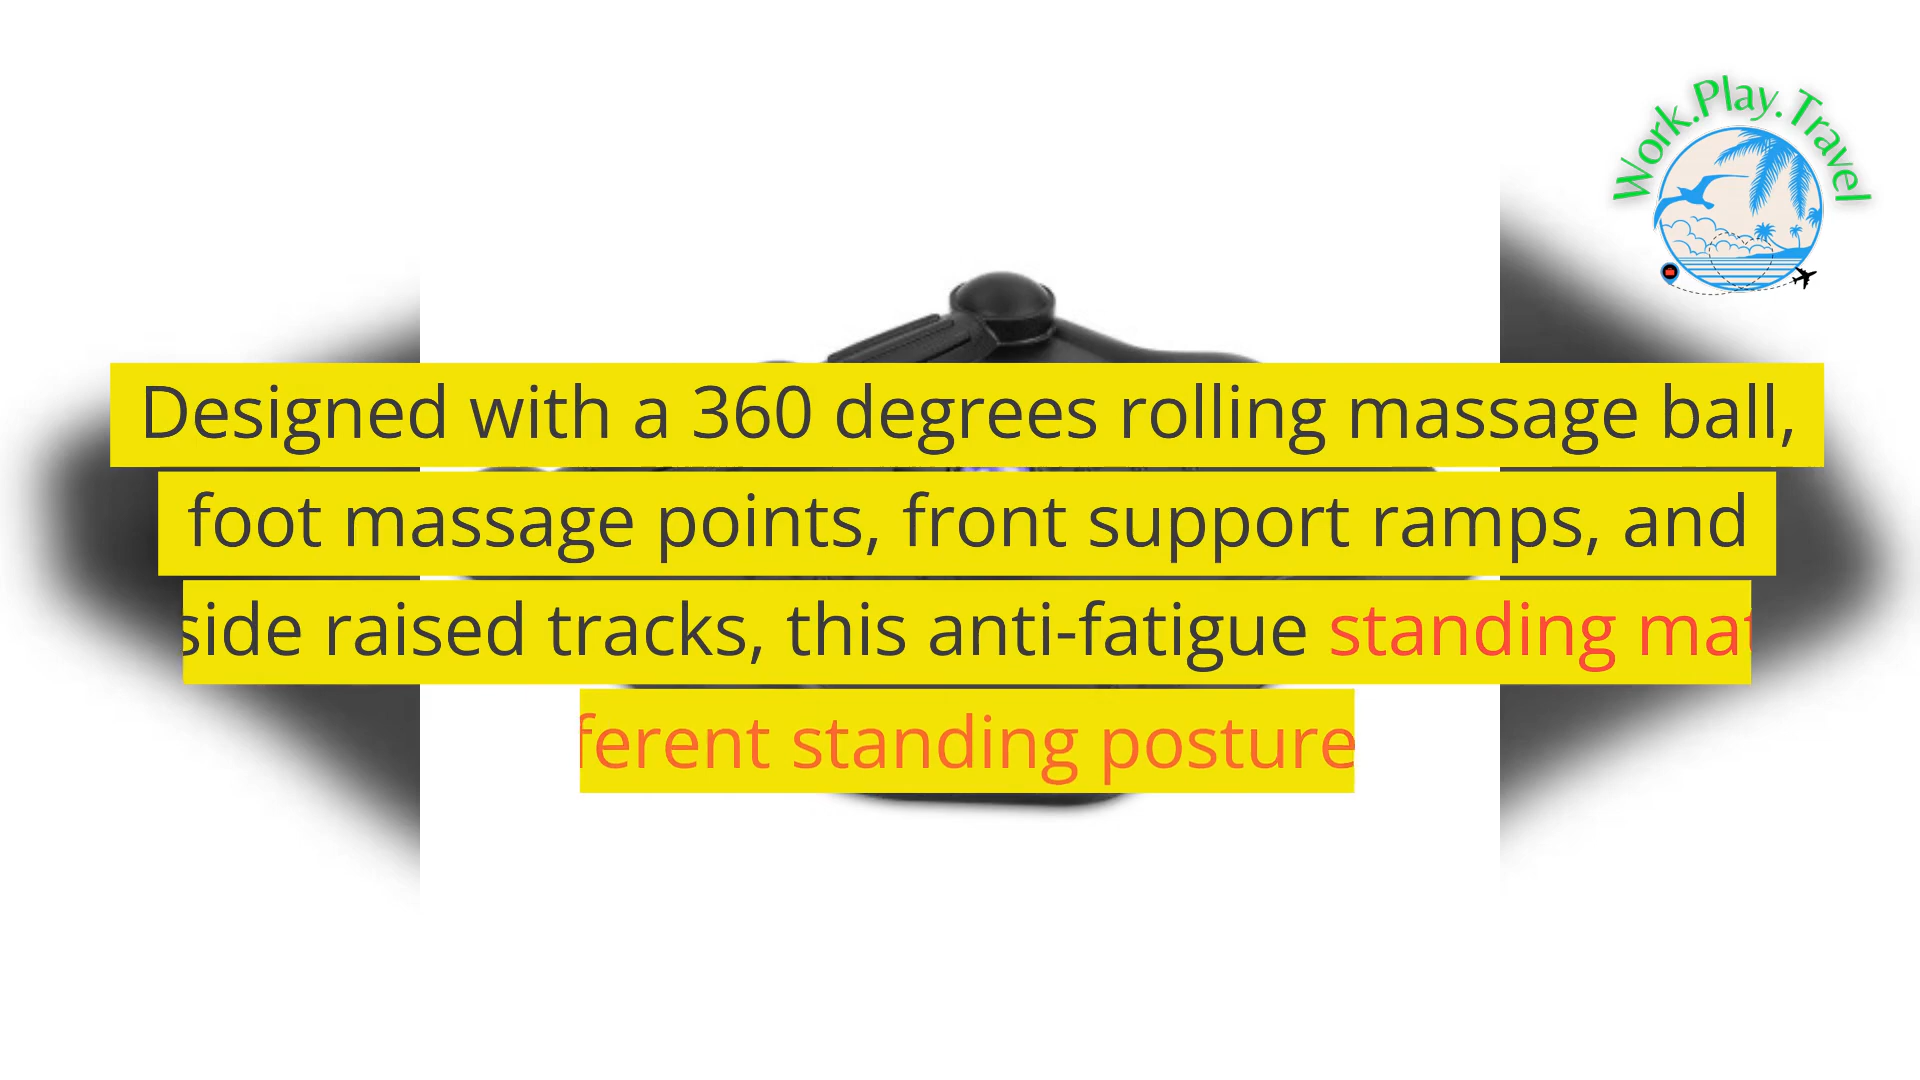 Work.Play.Travel
Designed with a 360 degrees rolling massage ball,
foot massage points, front support ramps, and
side raised tracks, this anti-fatigue standing mat
standing posture